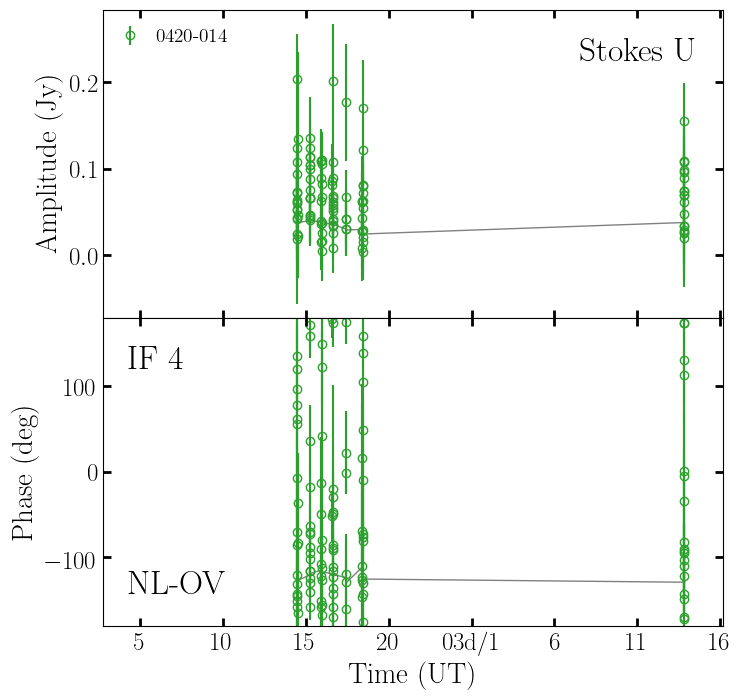 0420-014
Stokes U
Amplitude (Jy)
0.2
0.1
0.0
IF 4
NL-OV
Phase (deg)
100
0
−100
5 10 15 20 03d/1 6 11 16
Time (UT)